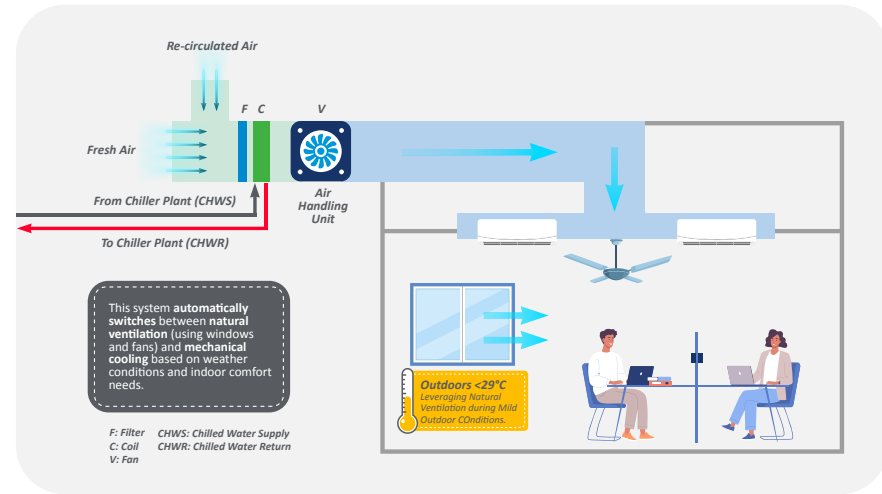 Re-circulated Air
F C V
Fresh Air
Air
Handling
Unit
From Chiller Plant (CHWS)
To Chiller Plant (CHWR)
This system automatically
switches between natural
ventilation (using windows
and fans) and mechanical
cooling based on weather
conditions and indoor comfort
needs.
Outdoors <29°C
Leveraging Natural
Ventilation during Mild
Outdoor COnditions.
F: Filter CHWS: Chilled Water Supply
C: Coil CHWR: Chilled Water Return
V: Fan